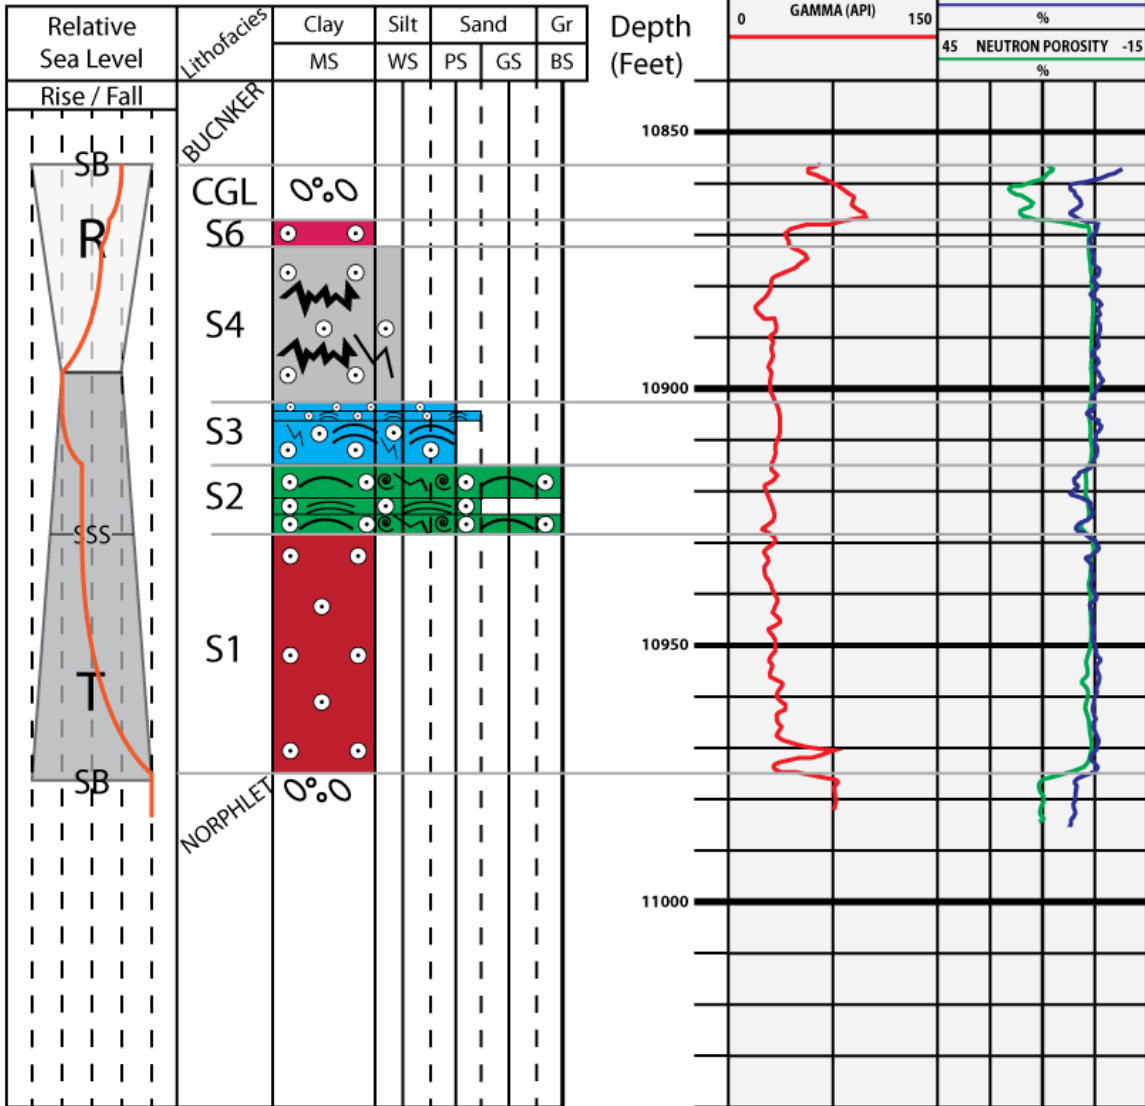 Relative
Sea Level
Rise / Fall
Lithofacies
Clay
Silt
Sand
Gr
MS
WS
PS
GS
BS
Depth
(Feet)
0
GAMMA (API)
150
%
45
NEUTRON POROSITY
-15
%
BUCNKER
10850
SB
CGL
R
S6
S4
10900
S3
S2
SSS
S1
10950
T
SB
NORPHLET
11000